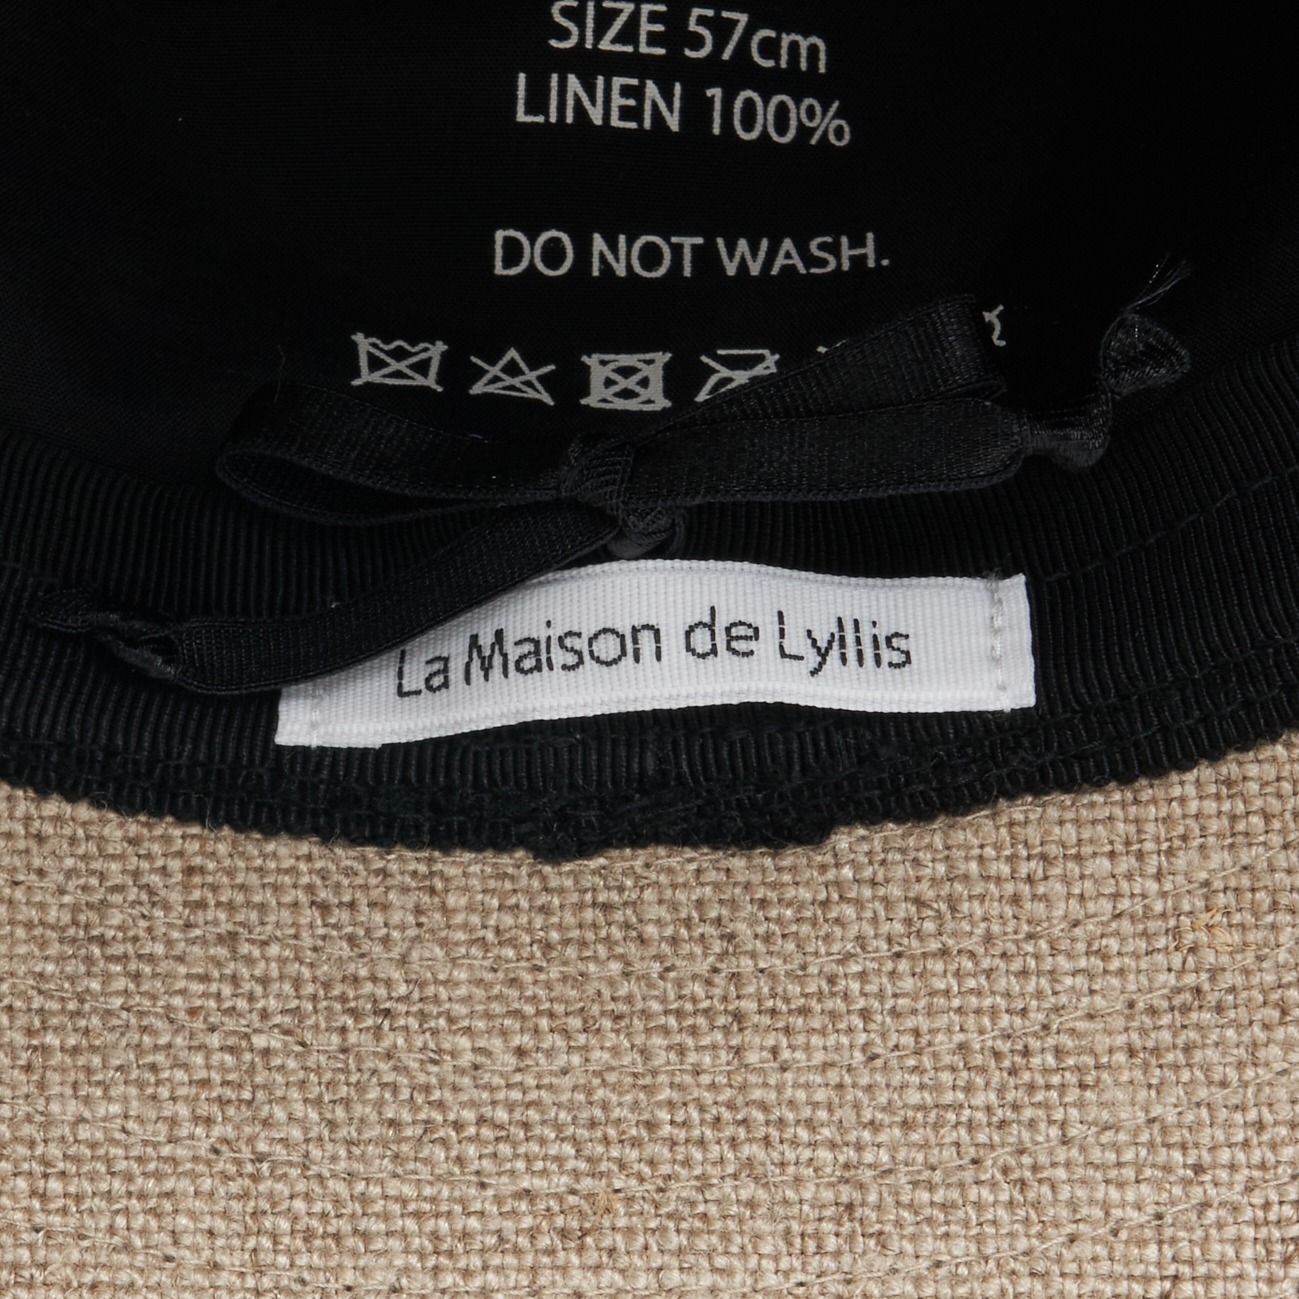 SIZE 57cm
LINEN 100%
DO NOT WASH.
La Maison de Lyllis